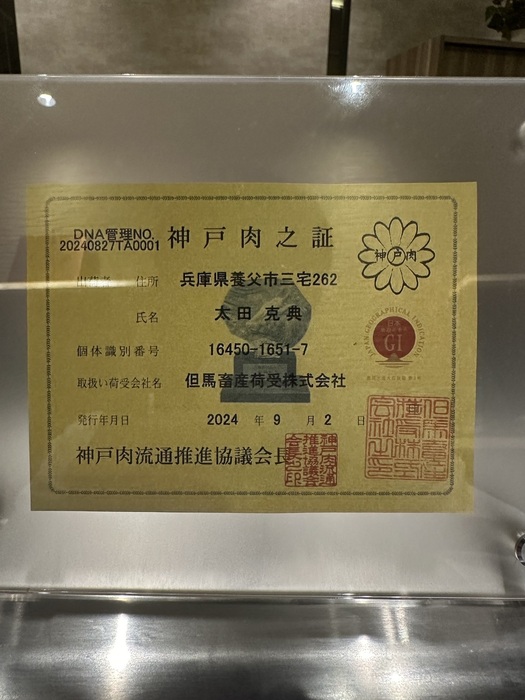 DNA管理NO.
20240827TA0001
神戸肉之証
神戸肉
住所 兵庫県養父市三宅262
氏名 太田 克典
個体識別番号 16450-1651-7
JAPAN GEOGRAPHICAL INDICATION
GI
取扱い荷受会社名 但馬畜産荷受株式会社
発行年月日 2024 年 9 月 2 日
神戸肉流通推進協議会長